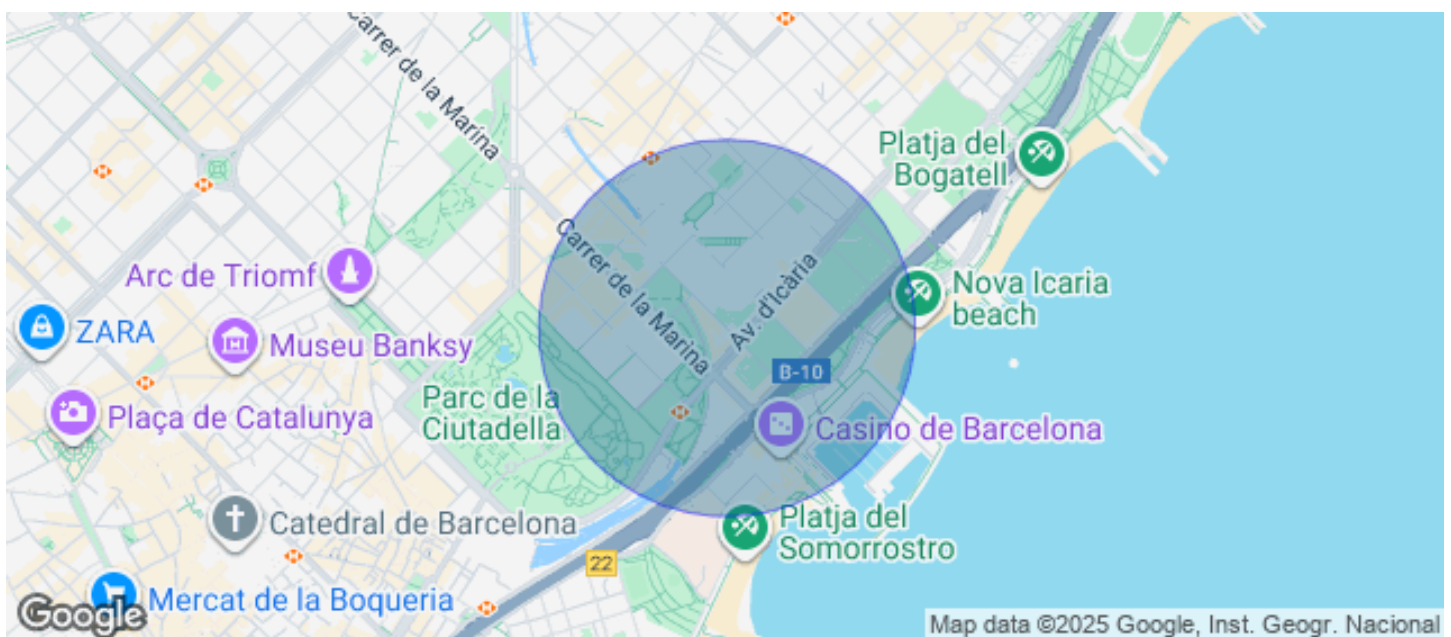 Carrer de la Marina
Platja del
Bogatell
Arc de Triomf
Carrer de la Marina
Av. d'Icària
Nova Icaria
beach
ZARA
Museu Banksy
B-10
Plaça de Catalunya
Parc de la
Ciutadella
Casino de Barcelona
Catedral de Barcelona
Platja del
Somorrostro
22
Mercat de la Boqueria
Google
Map data ©2025 Google, Inst. Geogr. Nacional